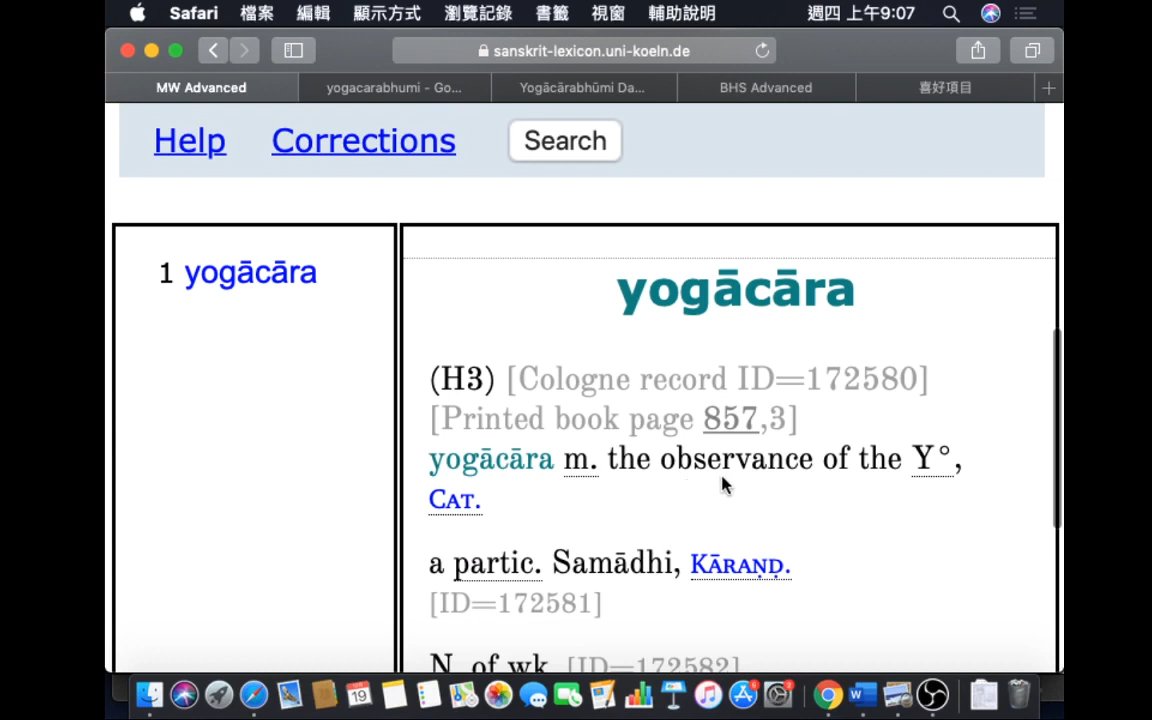 Safari 檔案 編輯 顯示方式 瀏覽記錄 書籤 視窗 輔助說明 週四 上午9:07
sanskrit-lexicon.uni-koeln.de
MW Advanced yogacarabhumi - Go... Yogācārabhūmi Da... BHS Advanced 喜好項目
Help Corrections Search
1 yogācāra
yogācāra
(H3) [Cologne record ID=172580]
[Printed book page 857,3]
yogācāra m. the observance of the Y°,
Cat.
a partic. Samādhi, Kāraṇḍ.
[ID=172581]
N. of wk. [ID=172582]
19